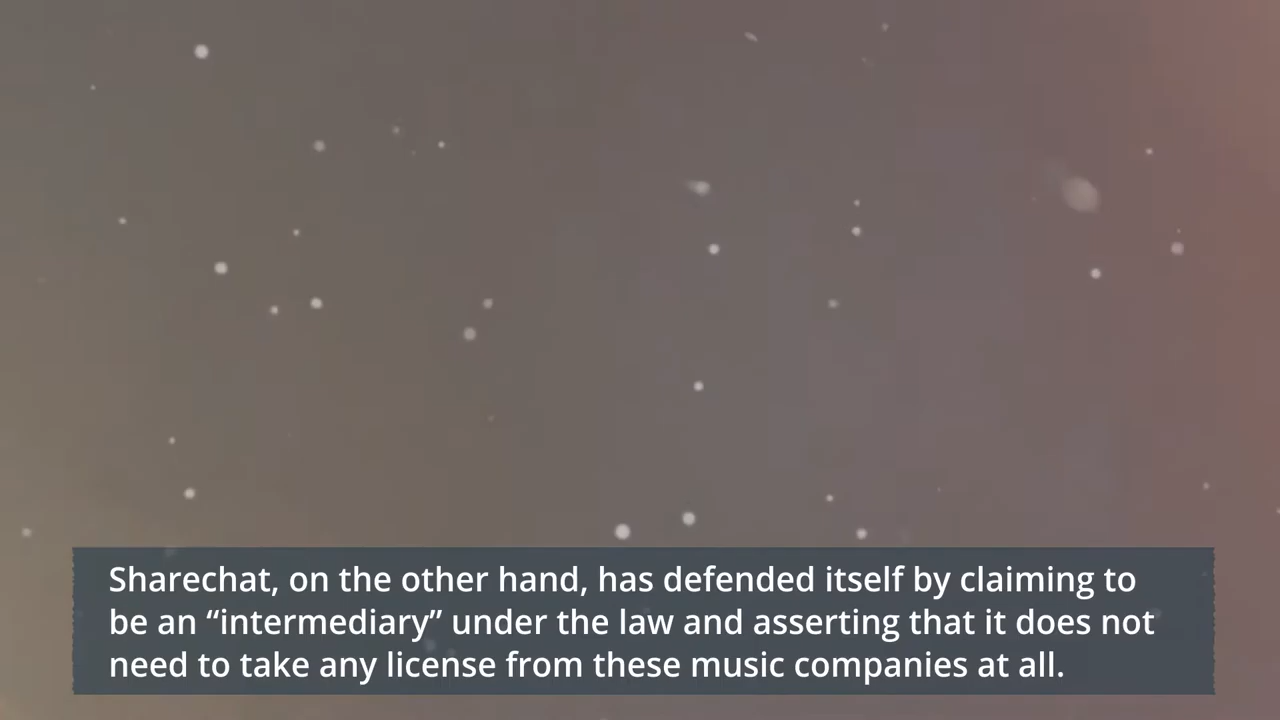 Sharechat, on the other hand, has defended itself by claiming to
be an “intermediary” under the law and asserting that it does not
need to take any license from these music companies at all.